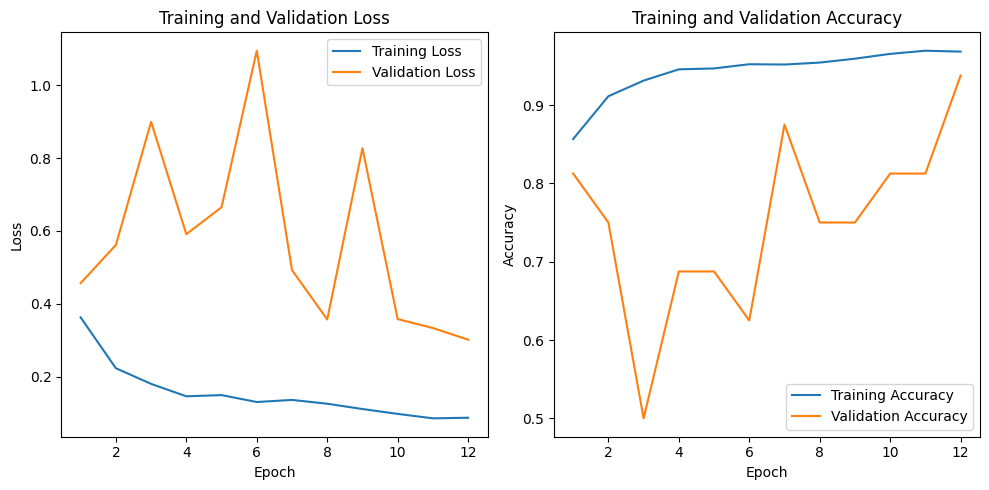 Training and Validation Loss
Training Loss
Validation Loss
1.0
0.8
0.6
0.4
0.2
Loss
2 4 6 8 10 12
Epoch
Training and Validation Accuracy
0.9
0.8
0.7
0.6
0.5
Accuracy
Training Accuracy
Validation Accuracy
2 4 6 8 10 12
Epoch